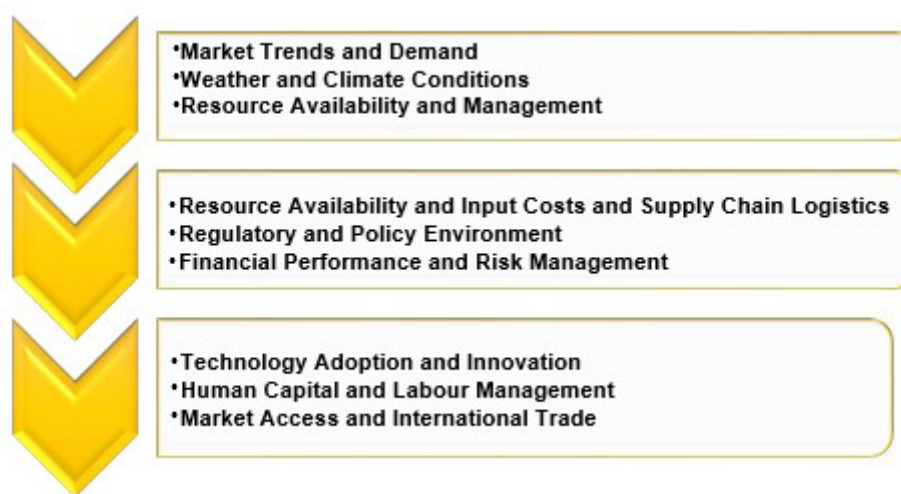 •Market Trends and Demand
•Weather and Climate Conditions
•Resource Availability and Management
•Resource Availability and Input Costs and Supply Chain Logistics
•Regulatory and Policy Environment
•Financial Performance and Risk Management
•Technology Adoption and Innovation
•Human Capital and Labour Management
•Market Access and International Trade